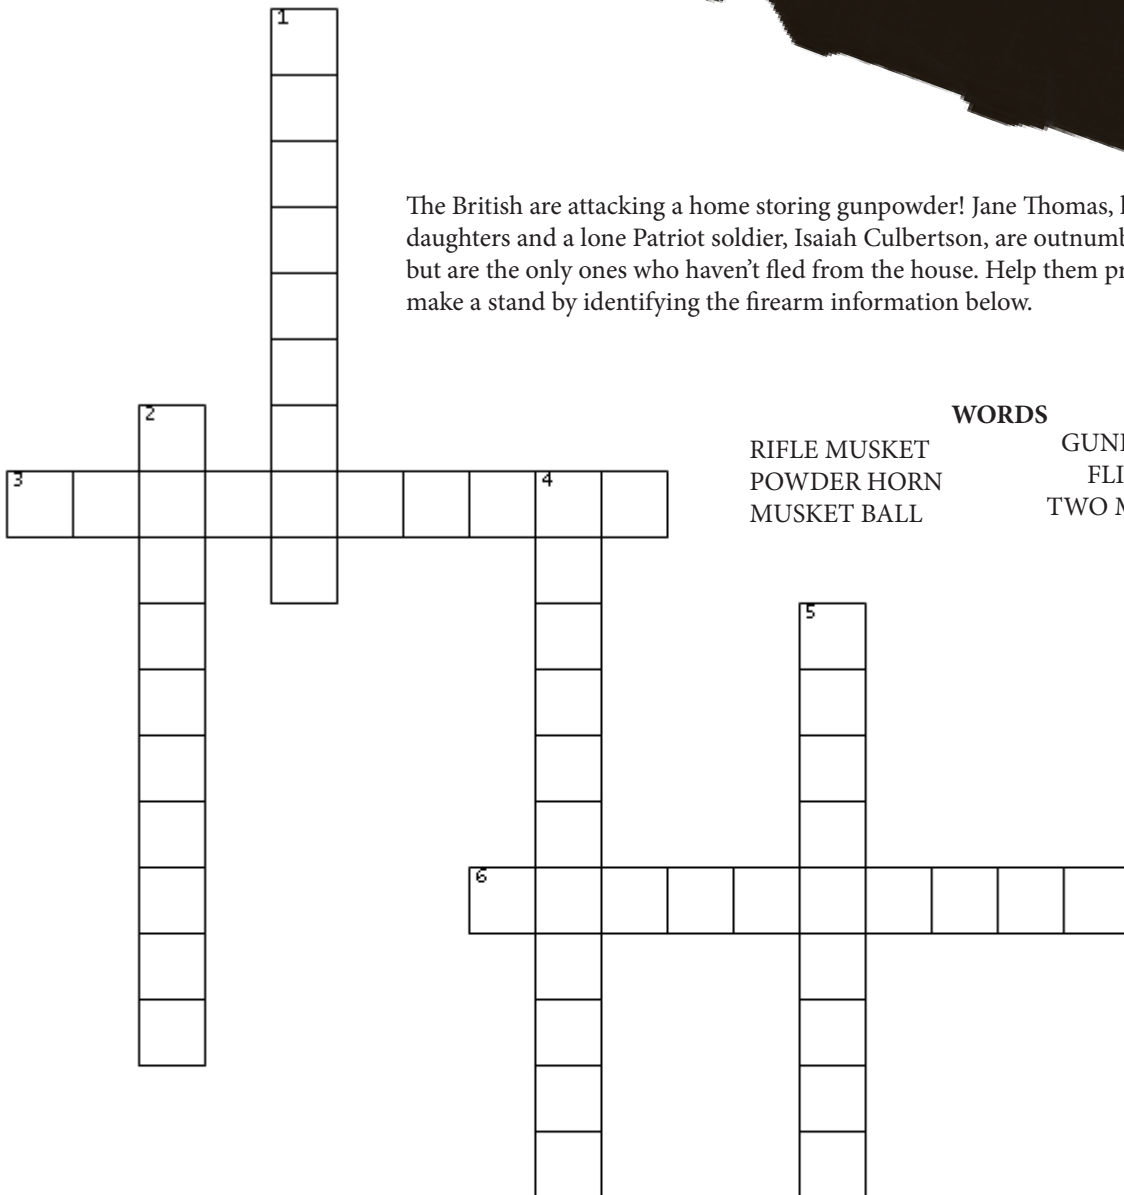 1
The British are attacking a home storing gunpowder! Jane Thomas,
daughters and a lone Patriot soldier, Isaiah Culbertson, are
but are the only ones who haven't fled from the house. Help them
make a stand by identifying the firearm information below.
2
WORDS
RIFLE MUSKET
POWDER HORN
MUSKET BALL
TWO
3
4
5
6